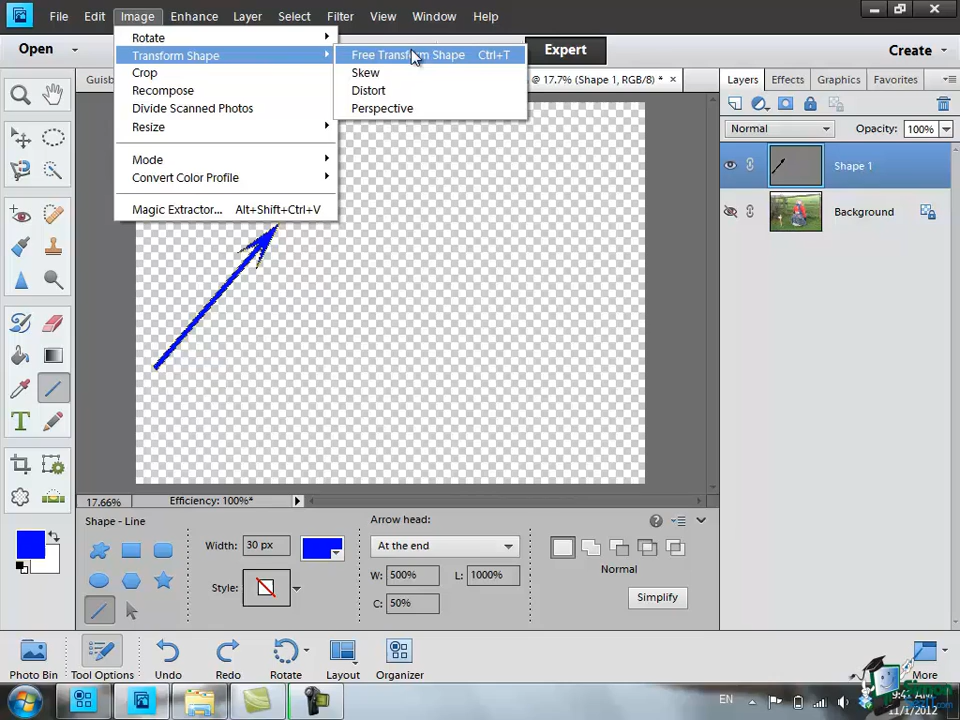 File Edit Image Enhance Layer Select Filter View Window Help
Open
Expert
Create
Rotate
Transform Shape
Crop
Recompose
Divide Scanned Photos
Resize
Mode
Convert Color Profile
Magic Extractor... Alt+Shift+Ctrl+V
Free Transform Shape Ctrl+T
Skew
Distort
Perspective
Guisb
@ 17.7% (Shape 1, RGB/8) * ×
Layers Effects Graphics Favorites
Normal Opacity: 100%
Shape 1
Background
T
17.66% Efficiency: 100%*
Shape - Line
Width: 30 px
Style:
Arrow head:
At the end
W: 500% L: 1000%
C: 50%
Normal
Simplify
Photo Bin Tool Options Undo Redo Rotate Layout Organizer More
EN
11/1/2012